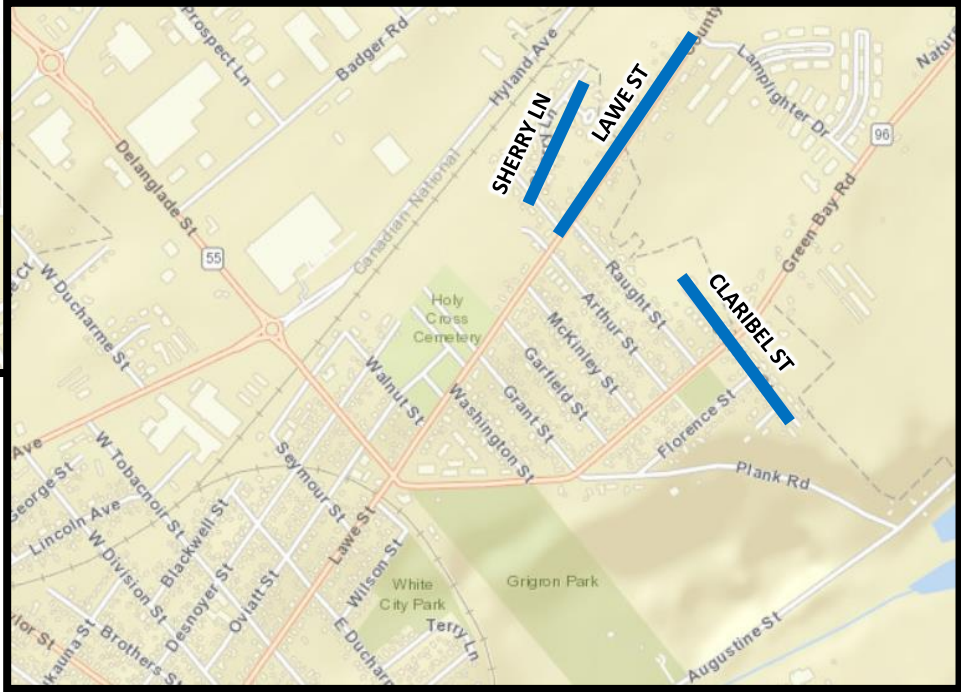 Prospect Ln
Badger Rd
Hyland Ave
County
Lamplighter Dr
96
Delanglade St
55
Canadian National
SHERRY LN
LAWE ST
Green Bay Rd
W Ducharme St
Holy
Cross
Cemetery
Raught St
Arthur St
McKinley St
Garfield St
Grant St
Washington St
Walnut St
CLARIBEL ST
Florence St
Plank Rd
Ave
George St
Lincoln Ave
W Tobacnoir St
W Division St
Blackwell St
Desnoyer St
Oviatt St
Seymour St
Lawe St
Wilson St
White
City Park
Grigron Park
Terry Ln
E Ducharm
Brothers St
Augustine St